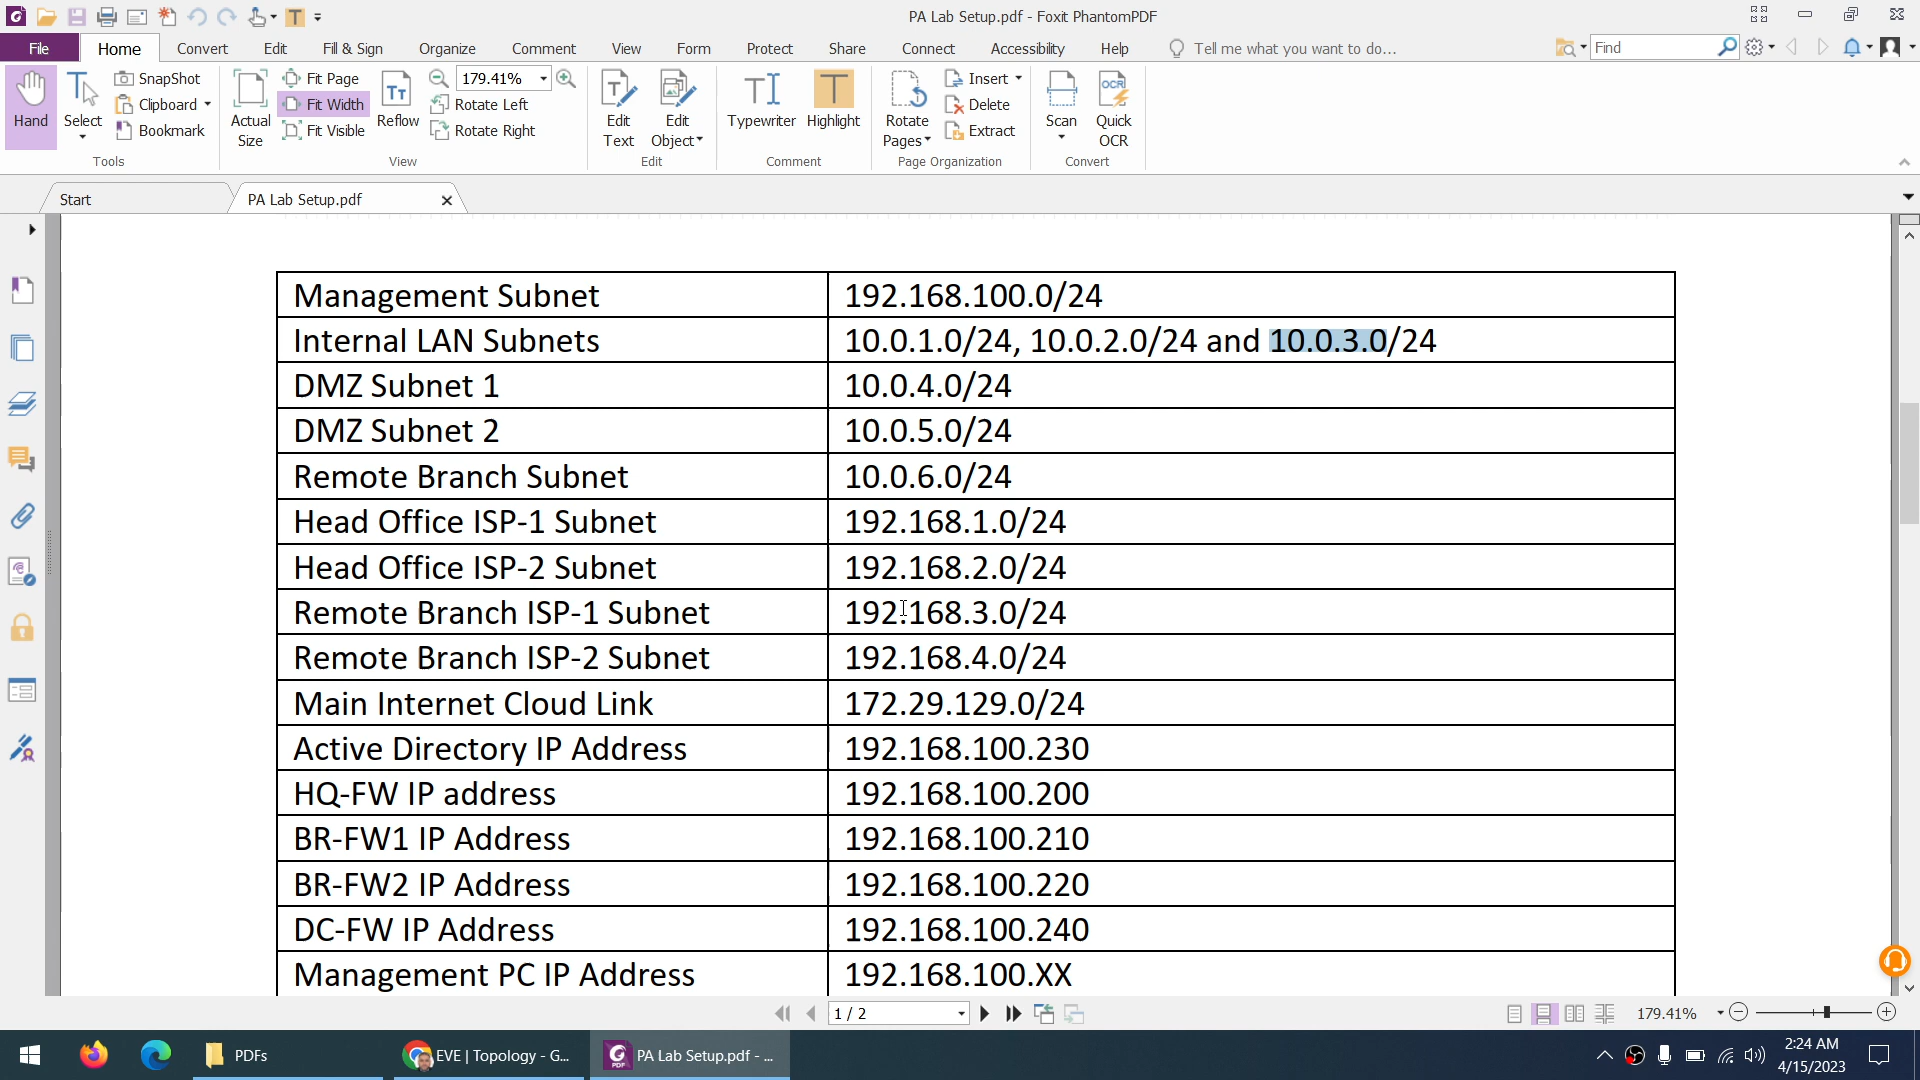 PA Lab Setup.pdf - Foxit PhantomPDF
File Home Convert Edit Fill & Sign Organize Comment View Form Protect Share Connect Accessibility Help Tell me what you want to do... Find
Hand
Select
SnapShot
Clipboard
Bookmark
Tools
Actual Size
Fit Page
Fit Width
Fit Visible
Reflow
179.41%
Rotate Left
Rotate Right
View
Edit Text
Edit Object
Edit
Typewriter
Highlight
Comment
Rotate Pages
Insert
Delete
Extract
Page Organization
Scan
Quick OCR
Convert
Start
PA Lab Setup.pdf
Management Subnet 192.168.100.0/24
Internal LAN Subnets 10.0.1.0/24, 10.0.2.0/24 and 10.0.3.0/24
DMZ Subnet 1 10.0.4.0/24
DMZ Subnet 2 10.0.5.0/24
Remote Branch Subnet 10.0.6.0/24
Head Office ISP-1 Subnet 192.168.1.0/24
Head Office ISP-2 Subnet 192.168.2.0/24
Remote Branch ISP-1 Subnet 192.168.3.0/24
Remote Branch ISP-2 Subnet 192.168.4.0/24
Main Internet Cloud Link 172.29.129.0/24
Active Directory IP Address 192.168.100.230
HQ-FW IP address 192.168.100.200
BR-FW1 IP Address 192.168.100.210
BR-FW2 IP Address 192.168.100.220
DC-FW IP Address 192.168.100.240
Management PC IP Address 192.168.100.XX
1 / 2
179.41%
PDFs
EVE | Topology - G...
PA Lab Setup.pdf - ...
2:24 AM
4/15/2023